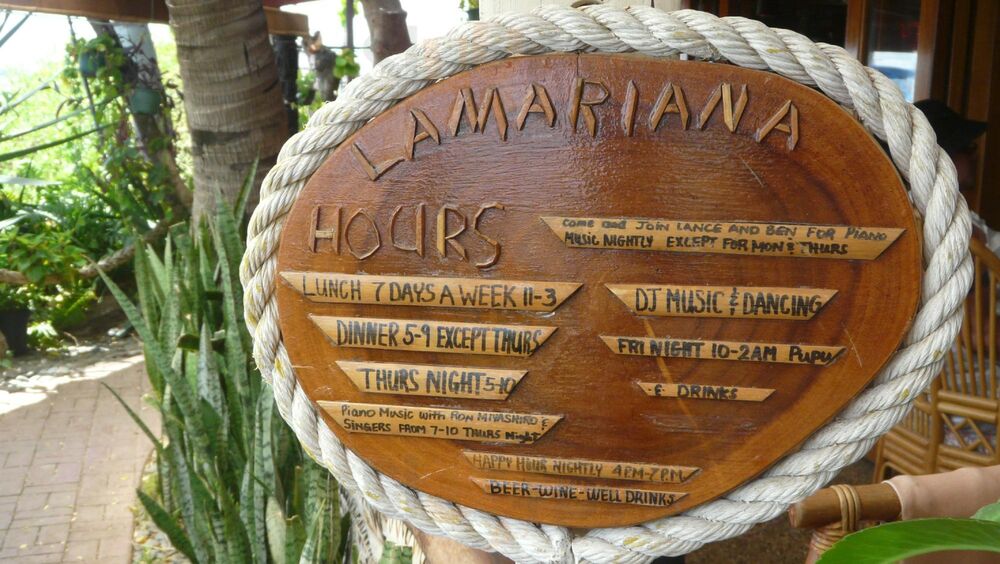 LAMARIANA
HOURS
LUNCH 7 DAYS A WEEK 11-3
DINNER 5-9 EXCEPT THURS
THURS NIGHT 5-10
PIANO MUSIC WITH RON MIYASHIRO &
SINGERS FROM 7-10 THURS NIGHT
COME and JOIN LANCE AND BEN FOR PIANO
MUSIC NIGHTLY EXCEPT FOR MON & THURS
DJ MUSIC & DANCING
FRI NIGHT 10-2AM PUPU
& DRINKS
HAPPY HOUR NIGHTLY 4PM-7PM
BEER-WINE-WELL DRINKS